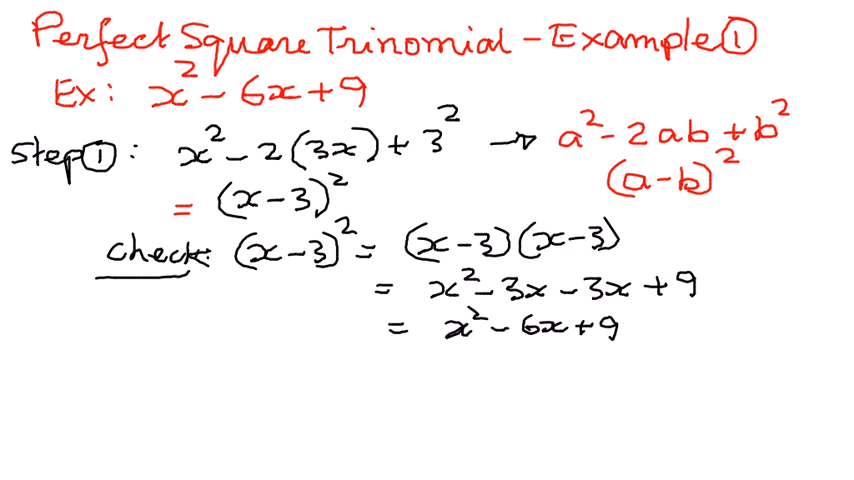 Perfect Square Trinomial - Example ①
Ex: x² - 6x + 9
Step ①: x² - 2(3x) + 3² → a² - 2ab + b²
(a - b)²
= (x - 3)²
Check: (x - 3)² = (x - 3)(x - 3)
= x² - 3x - 3x + 9
= x² - 6x + 9